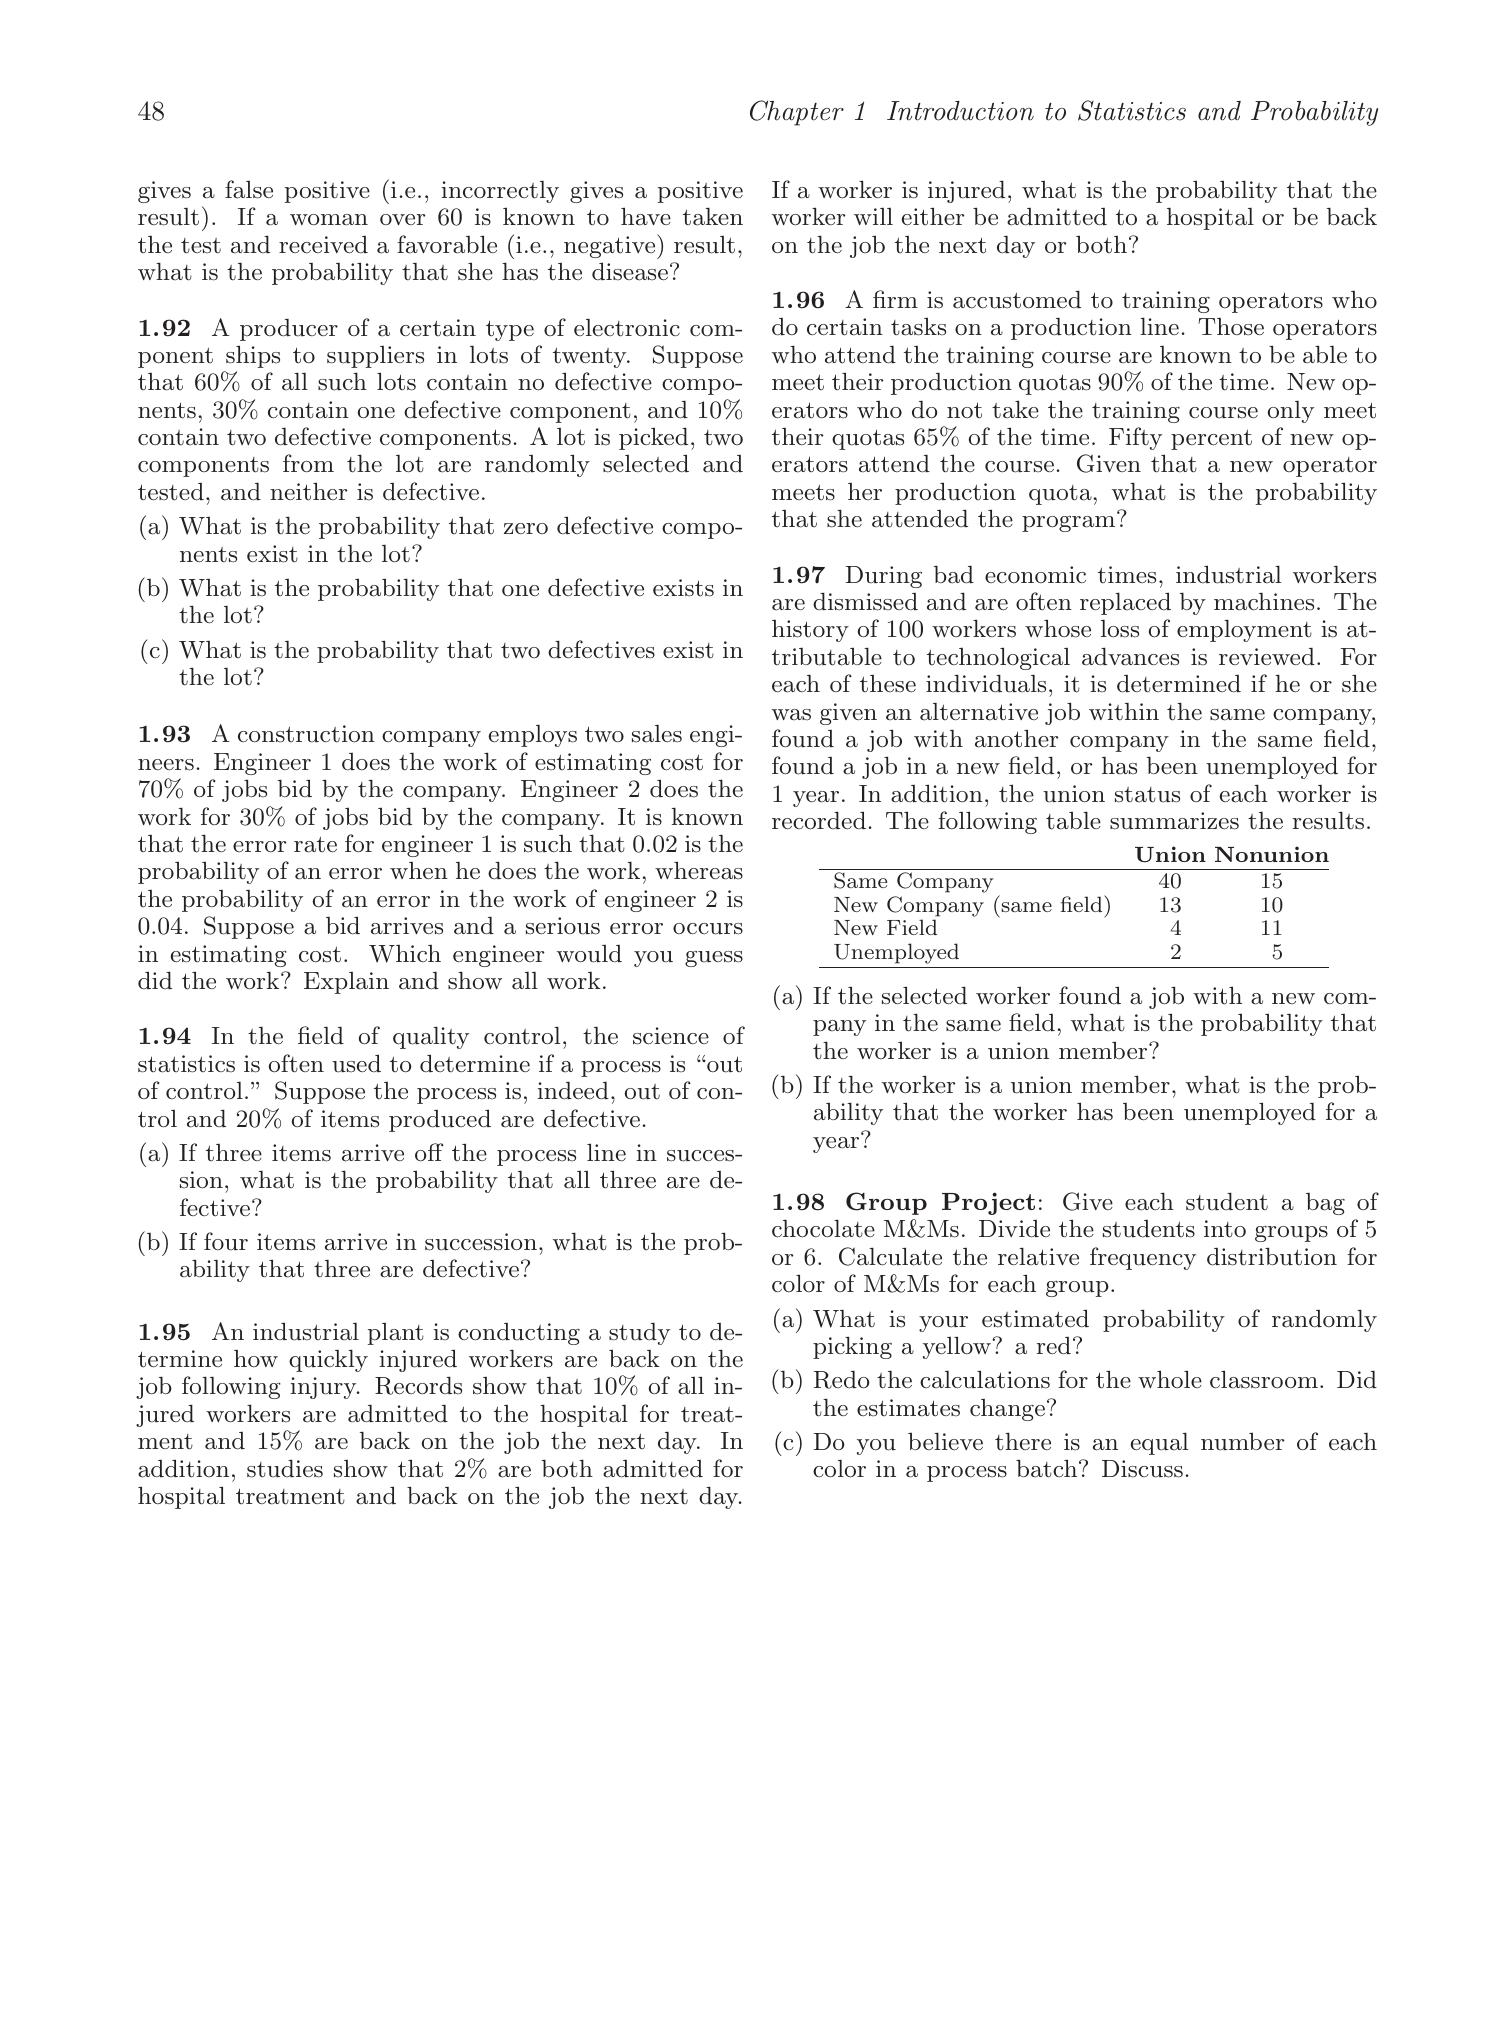 48
Chapter 1 Introduction to Statistics and Probability
gives a false positive (i.e., incorrectly gives a positive
result). If a woman over 60 is known to have taken
the test and received a favorable (i.e., negative) result,
what is the probability that she has the disease?
1.92 A producer of a certain type of electronic com-
ponent ships to suppliers in lots of twenty. Suppose
that 60% of all such lots contain no defective compo-
nents, 30% contain one defective component, and 10%
contain two defective components. A lot is picked, two
components from the lot are randomly selected and
tested, and neither is defective.
(a) What is the probability that zero defective compo-
nents exist in the lot?
(b) What is the probability that one defective exists in
the lot?
(c) What is the probability that two defectives exist in
the lot?
1.93 A construction company employs two sales engi-
neers. Engineer 1 does the work of estimating cost for
70% of jobs bid by the company. Engineer 2 does the
work for 30% of jobs bid by the company. It is known
that the error rate for engineer 1 is such that 0.02 is the
probability of an error when he does the work, whereas
the probability of an error in the work of engineer 2 is
0.04. Suppose a bid arrives and a serious error occurs
in estimating cost. Which engineer would you guess
did the work? Explain and show all work.
1.94 In the field of quality control, the science of
statistics is often used to determine if a process is “out
of control.” Suppose the process is, indeed, out of con-
trol and 20% of items produced are defective.
(a) If three items arrive off the process line in succes-
sion, what is the probability that all three are de-
fective?
(b) If four items arrive in succession, what is the prob-
ability that three are defective?
1.95 An industrial plant is conducting a study to de-
termine how quickly injured workers are back on the
job following injury. Records show that 10% of all in-
jured workers are admitted to the hospital for treat-
ment and 15% are back on the job the next day. In
addition, studies show that 2% are both admitted for
hospital treatment and back on the job the next day.
If a worker is injured, what is the probability that the
worker will either be admitted to a hospital or be back
on the job the next day or both?
1.96 A firm is accustomed to training operators who
do certain tasks on a production line. Those operators
who attend the training course are known to be able to
meet their production quotas 90% of the time. New op-
erators who do not take the training course only meet
their quotas 65% of the time. Fifty percent of new op-
erators attend the course. Given that a new operator
meets her production quota, what is the probability
that she attended the program?
1.97 During bad economic times, industrial workers
are dismissed and are often replaced by machines. The
history of 100 workers whose loss of employment is at-
tributable to technological advances is reviewed. For
each of these individuals, it is determined if he or she
was given an alternative job within the same company,
found a job with another company in the same field,
found a job in a new field, or has been unemployed for
1 year. In addition, the union status of each worker is
recorded. The following table summarizes the results.
Union Nonunion
Same Company 40 15
New Company (same field) 13 10
New Field 4 11
Unemployed 2 5
(a) If the selected worker found a job with a new com-
pany in the same field, what is the probability that
the worker is a union member?
(b) If the worker is a union member, what is the prob-
ability that the worker has been unemployed for a
year?
1.98 Group Project: Give each student a bag of
chocolate M&Ms. Divide the students into groups of 5
or 6. Calculate the relative frequency distribution for
color of M&Ms for each group.
(a) What is your estimated probability of randomly
picking a yellow? a red?
(b) Redo the calculations for the whole classroom. Did
the estimates change?
(c) Do you believe there is an equal number of each
color in a process batch? Discuss.